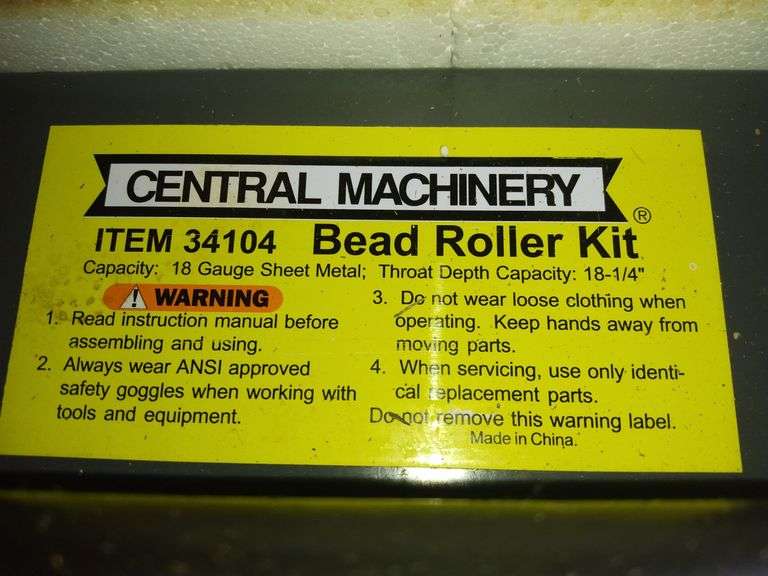 CENTRAL MACHINERY ®
ITEM 34104 Bead Roller Kit
Capacity: 18 Gauge Sheet Metal; Throat Depth Capacity: 18-1/4"
WARNING
1. Read instruction manual before
assembling and using.
2. Always wear ANSI approved
safety goggles when working with
tools and equipment.
3. Do not wear loose clothing when
operating. Keep hands away from
moving parts.
4. When servicing, use only identi-
cal replacement parts.
Do not remove this warning label.
Made in China.